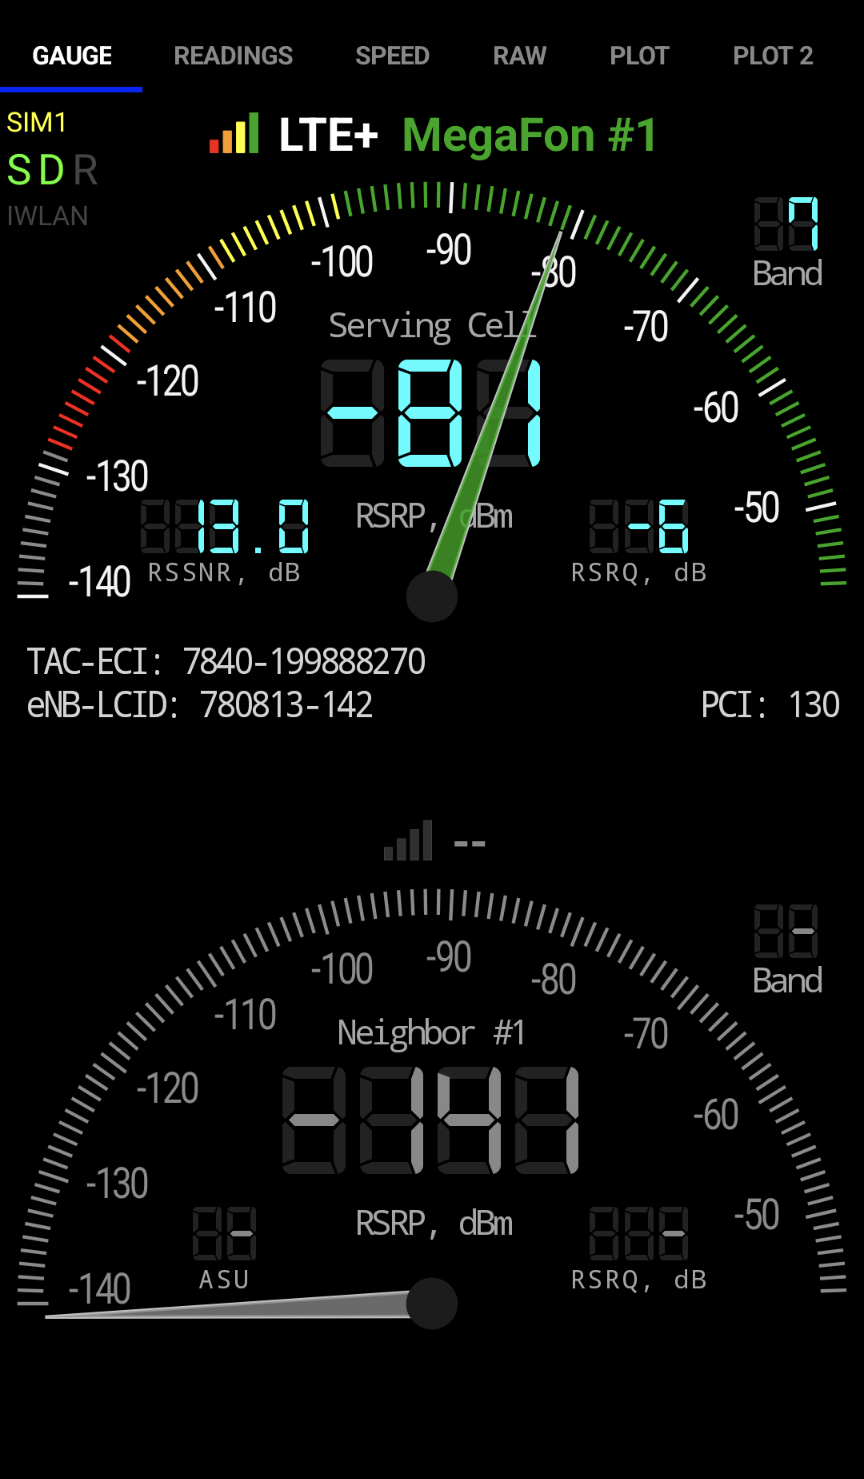 GAUGE READINGS SPEED RAW PLOT PLOT 2
SIM1
LTE+ MegaFon #1
S D R
IWLAN
7
Band
-140 -130 -120 -110 -100 -90 -80 -70 -60 -50
Serving Cell
-81
RSRP, dBm
13.0
RSSNR, dB
-6
RSRQ, dB
TAC-ECI: 7840-199888270
eNB-LCID: 780813-142 PCI: 130
--
-
Band
-140 -130 -120 -110 -100 -90 -80 -70 -60 -50
Neighbor #1
-141
RSRP, dBm
-
ASU
-
RSRQ, dB